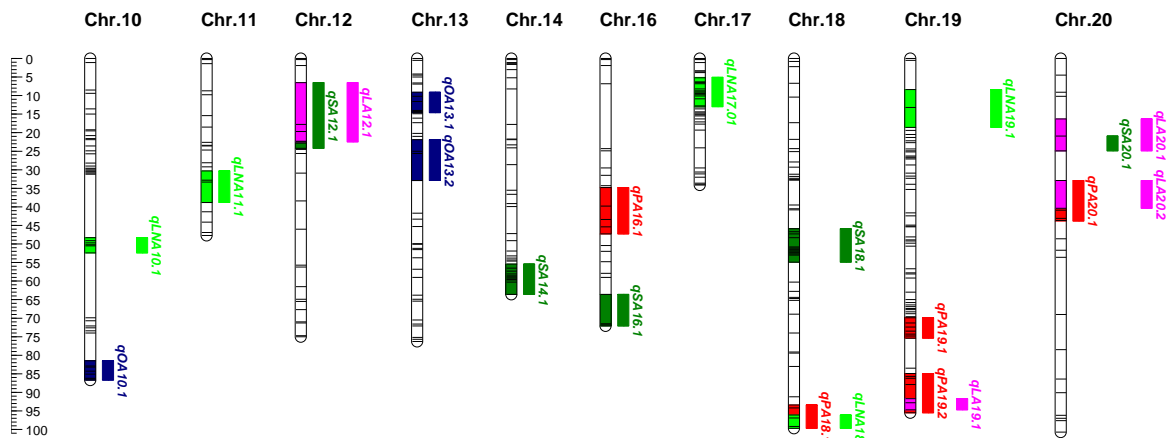 Chr.10 Chr.11 Chr.12 Chr.13 Chr.14 Chr.16 Chr.17 Chr.18 Chr.19 Chr.20
0
5
10
15
20
25
30
35
40
45
50
55
60
65
70
75
80
85
90
95
100
qLNA10.1
qOA10.1
qLNA11.1
qSA12.1
qLA12.1
qOA13.1
qOA13.2
qSA14.1
qPA16.1
qSA16.1
qLNA17.01
qSA18.1
qPA18.
qLNA18
qLNA19.1
qPA19.1
qPA19.2
qLA19.1
qSA20.1
qLA20.1
qPA20.1
qLA20.2